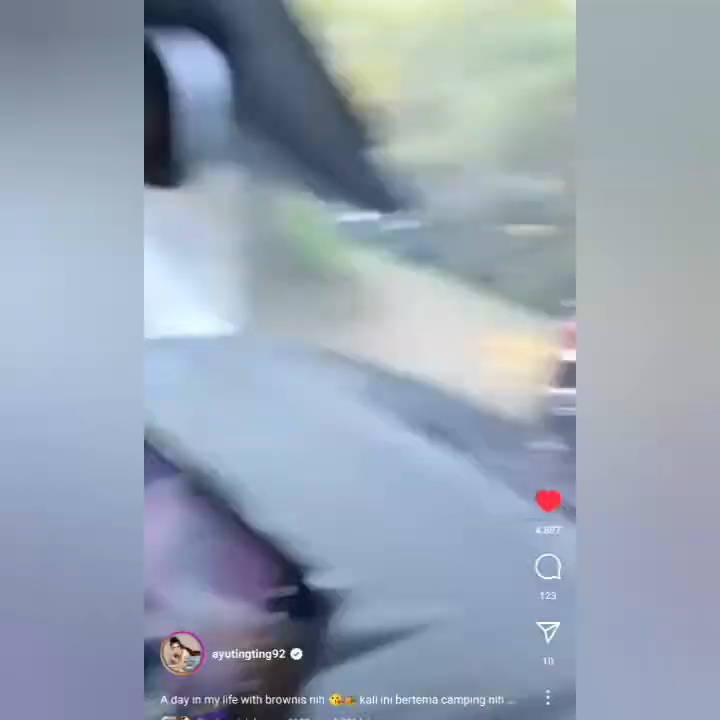 4.887
123
10
ayutingting92
A day in my life with brownis nih 😘🏕️ kali ini bertema camping nih ...